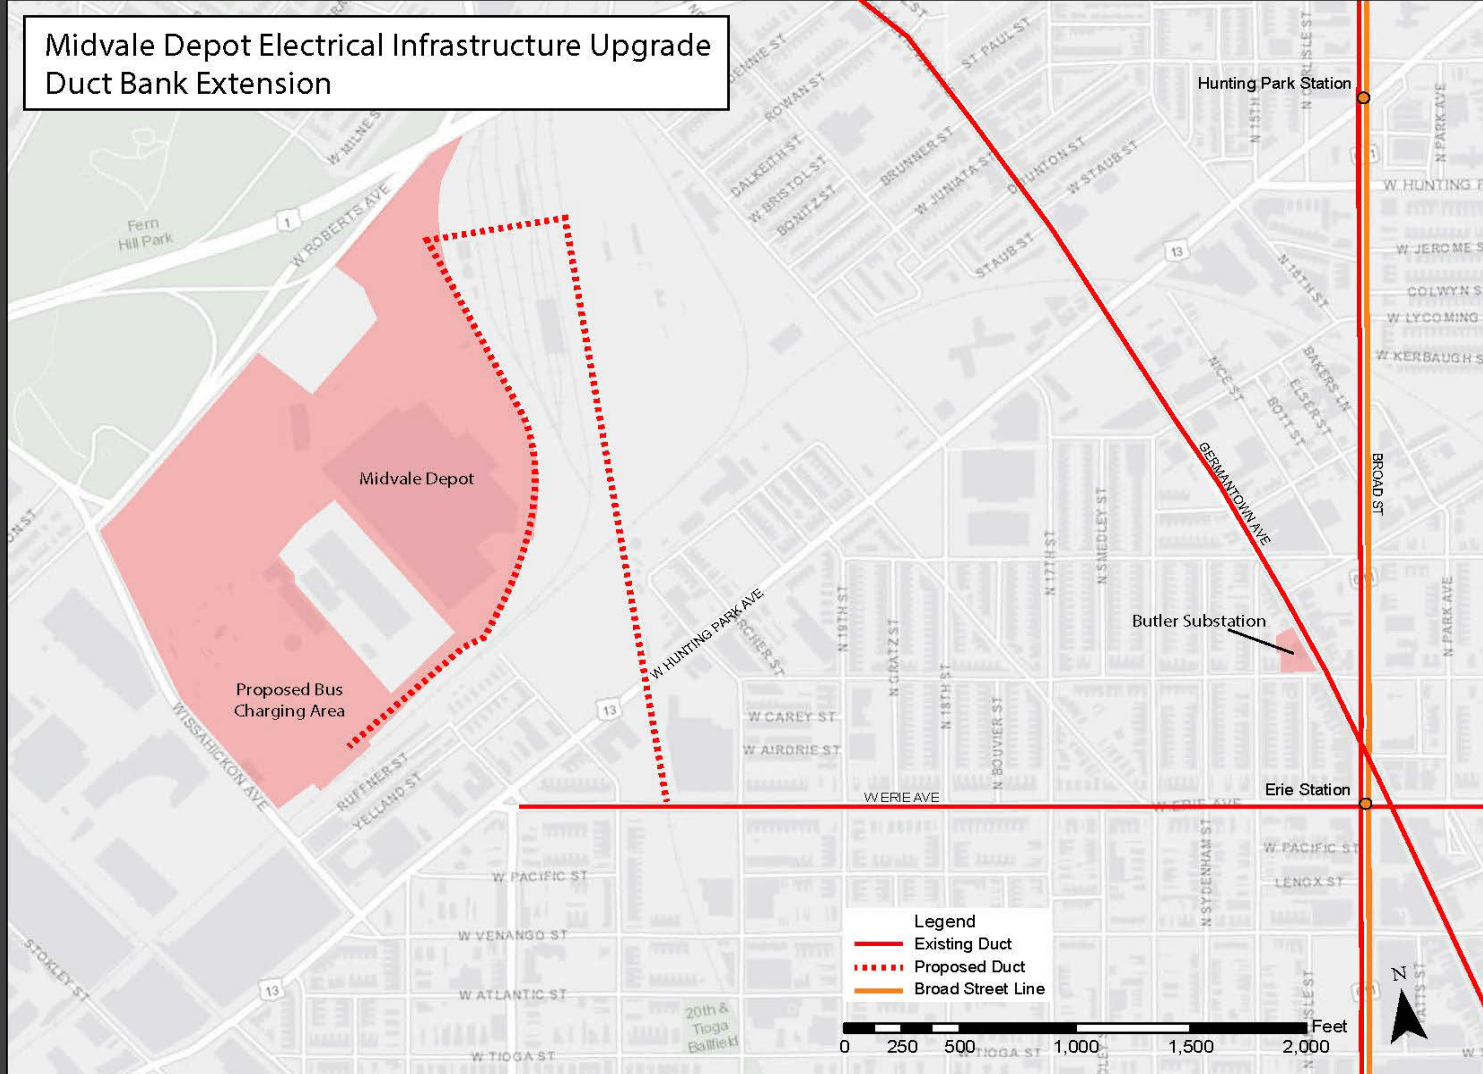 Midvale Depot Electrical Infrastructure Upgrade
Duct Bank Extension
ST PAUL ST
ROWAN ST
Hunting Park Station
N 15TH
N PARK AVE
W MILNE S
DALKEITH ST
W BRISTOL ST
BONITZ ST
BRUNNER ST
W JUNIATA ST
W STAUB ST
STAUB ST
W HUNTING P
W ROBERTS AVE
1
Fern
Hill Park
13
W JEROME S
N 16TH ST
COLWYN S
W LYCOMING
W KERBAUGH S
NICE ST
BAKERS LN
ELSER ST
BOTT ST
GERMANTOWN AVE
BROAD ST
Midvale Depot
N 17TH ST
N SMEDLEY ST
N 19TH ST
N GRATZ ST
N 18TH ST
N BOUVIER ST
N PARK AVE
W HUNTING PARK AVE
Butler Substation
Proposed Bus
Charging Area
13
WISSAHICKON AVE
RUFFNER ST
YELLAND ST
W CAREY ST
W AIRDRIE ST
W ERIE AVE
W ERIE AVE
Erie Station
W PACIFIC ST
W PACIFIC ST
LENOX ST
N SYDENHAM ST
W VENANGO ST
STOKLEY ST
13
W ATLANTIC ST
20th &
Tioga
Ballfield
W TIOGA ST
W TIOGA ST
Legend
Existing Duct
Proposed Duct
Broad Street Line
N
Feet
0 250 500 1,000 1,500 2,000